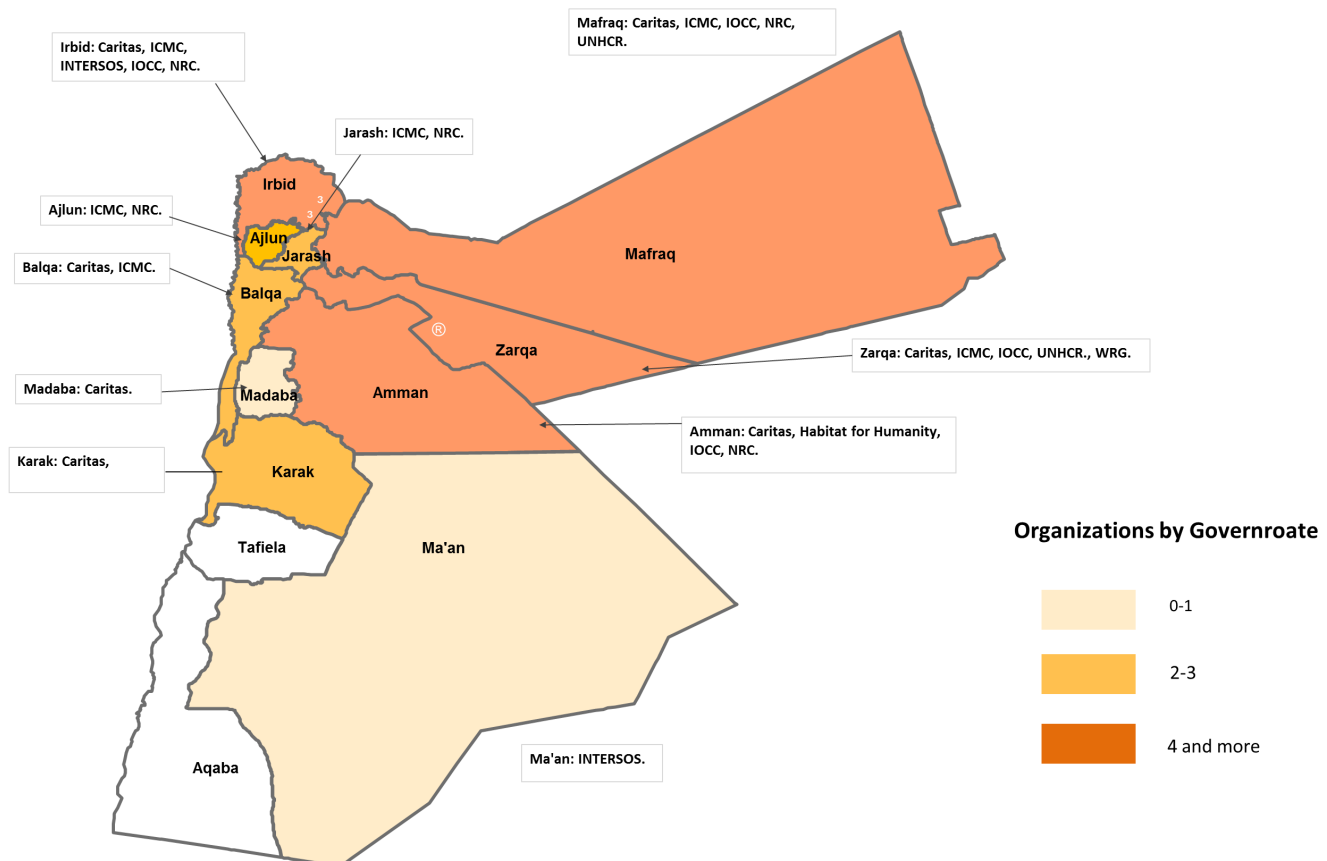 Mafraq: Caritas, ICMC, IOCC, NRC,
UNHCR.
Irbid: Caritas, ICMC,
INTERSOS, IOCC, NRC.
Jarash: ICMC, NRC.
Irbid
3
3
Ajlun: ICMC, NRC.
Ajlun
Jarash
Mafraq
Balqa: Caritas, ICMC.
Balqa
®
Zarqa
Zarqa: Caritas, ICMC, IOCC, UNHCR., WRG.
Madaba: Caritas.
Madaba
Amman
Amman: Caritas, Habitat for Humanity,
IOCC, NRC.
Karak: Caritas,
Karak
Tafiela
Ma'an
Organizations by Governroate
0-1
2-3
4 and more
Ma'an: INTERSOS.
Aqaba